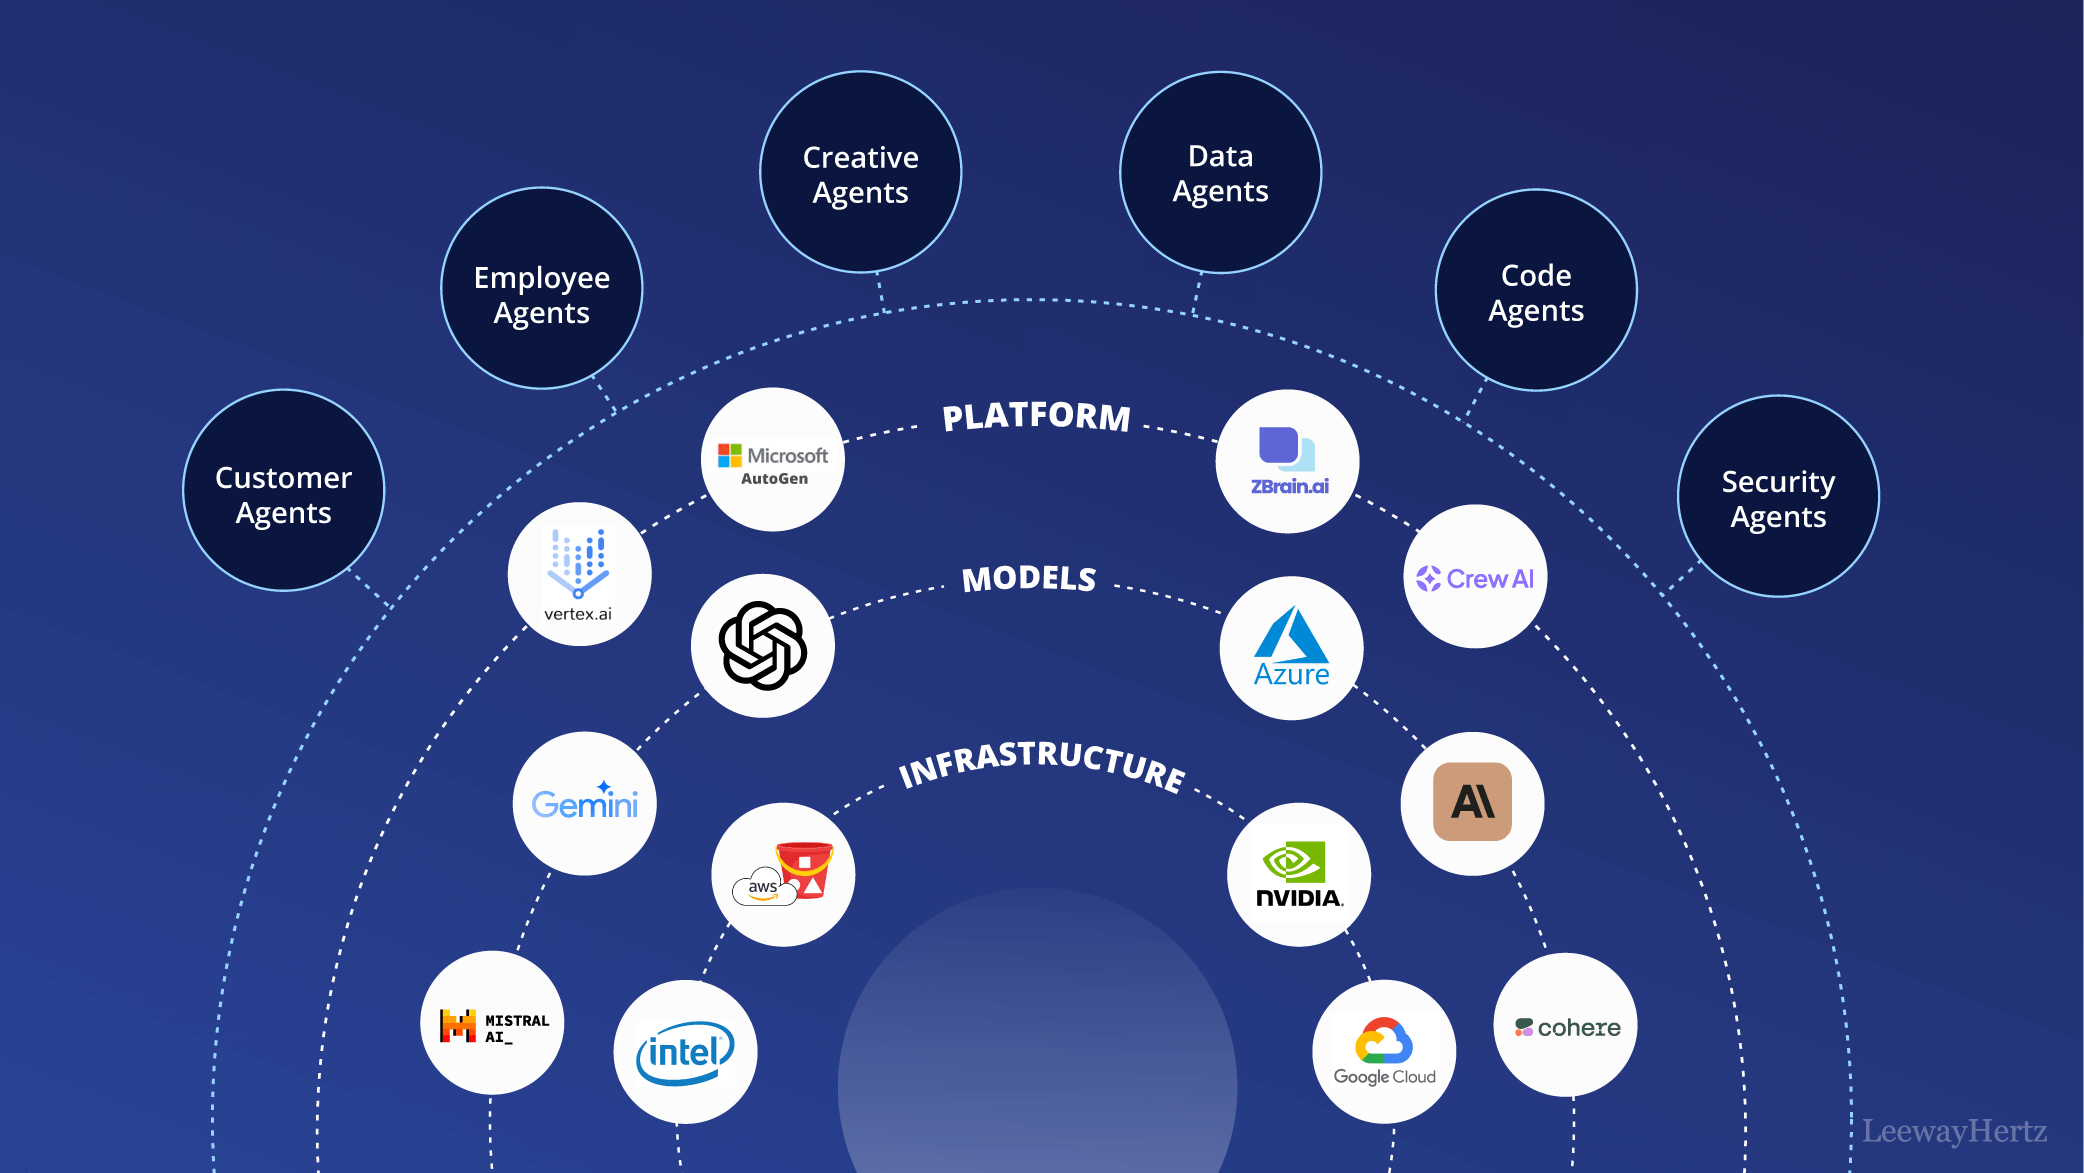 Creative
Agents
Data
Agents
Employee
Agents
Code
Agents
Customer
Agents
Security
Agents
PLATFORM
Microsoft
AutoGen
ZBrain.ai
vertex.ai
Crew AI
MODELS
Azure
Gemini
AI
INFRASTRUCTURE
aws
NVIDIA.
MISTRAL
AI_
intel
Google Cloud
cohere
LeewayHertz